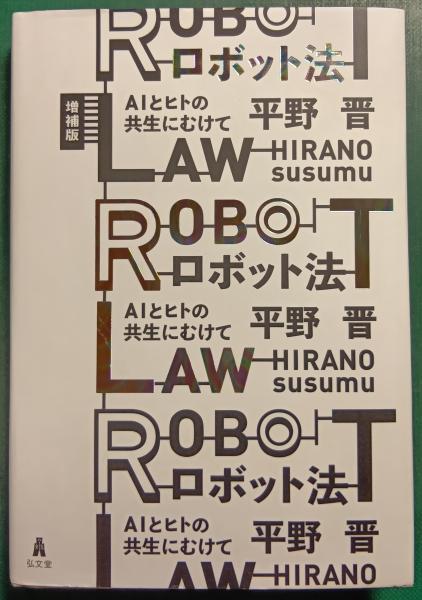 ROBOT
ロボット法
増補版
AIとヒトの
共生にむけて
平野 晋
LAW
HIRANO
susumu
ROBOT
ロボット法
AIとヒトの
共生にむけて
平野 晋
LAW
HIRANO
susumu
ROBOT
ロボット法
AIとヒトの
共生にむけて
平野 晋
LAW
HIRANO
弘文堂